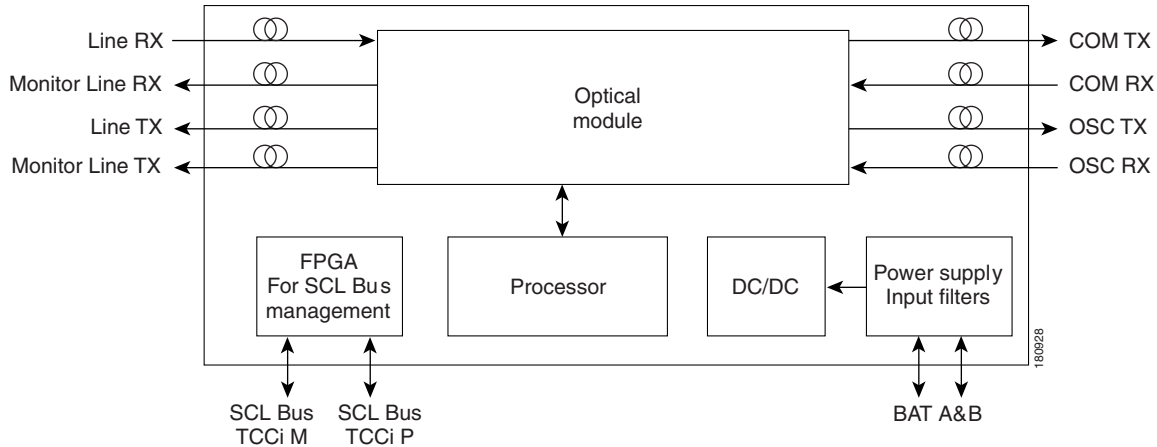 Line RX
Monitor Line RX
Line TX
Monitor Line TX
Optical
module
COM TX
COM RX
OSC TX
OSC RX
FPGA
For SCL Bus
management
Processor
DC/DC
Power supply
Input filters
180928
SCL Bus
TCCi M
SCL Bus
TCCi P
BAT A&B